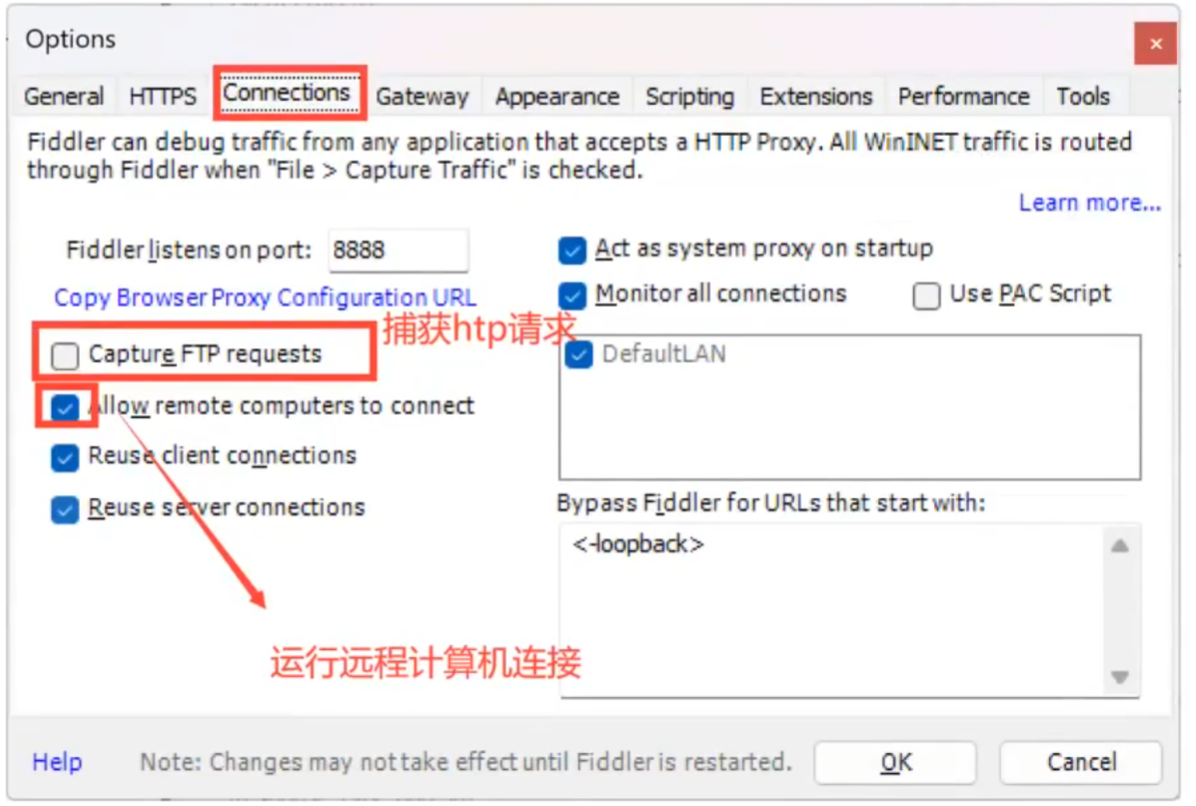 Options
General HTTPS Connections Gateway Appearance Scripting Extensions Performance Tools
Fiddler can debug traffic from any application that accepts a HTTP Proxy. All WinINET traffic is routed
through Fiddler when "File > Capture Traffic" is checked.
Learn more...
Fiddler listens on port: 8888
Copy Browser Proxy Configuration URL
捕获htp请求
Capture FTP requests
Allow remote computers to connect
Reuse client connections
Reuse server connections
运行远程计算机连接
Act as system proxy on startup
Monitor all connections
Use PAC Script
DefaultLAN
Bypass Fiddler for URLs that start with:
<-loopback>
Help
Note: Changes may not take effect until Fiddler is restarted.
OK
Cancel